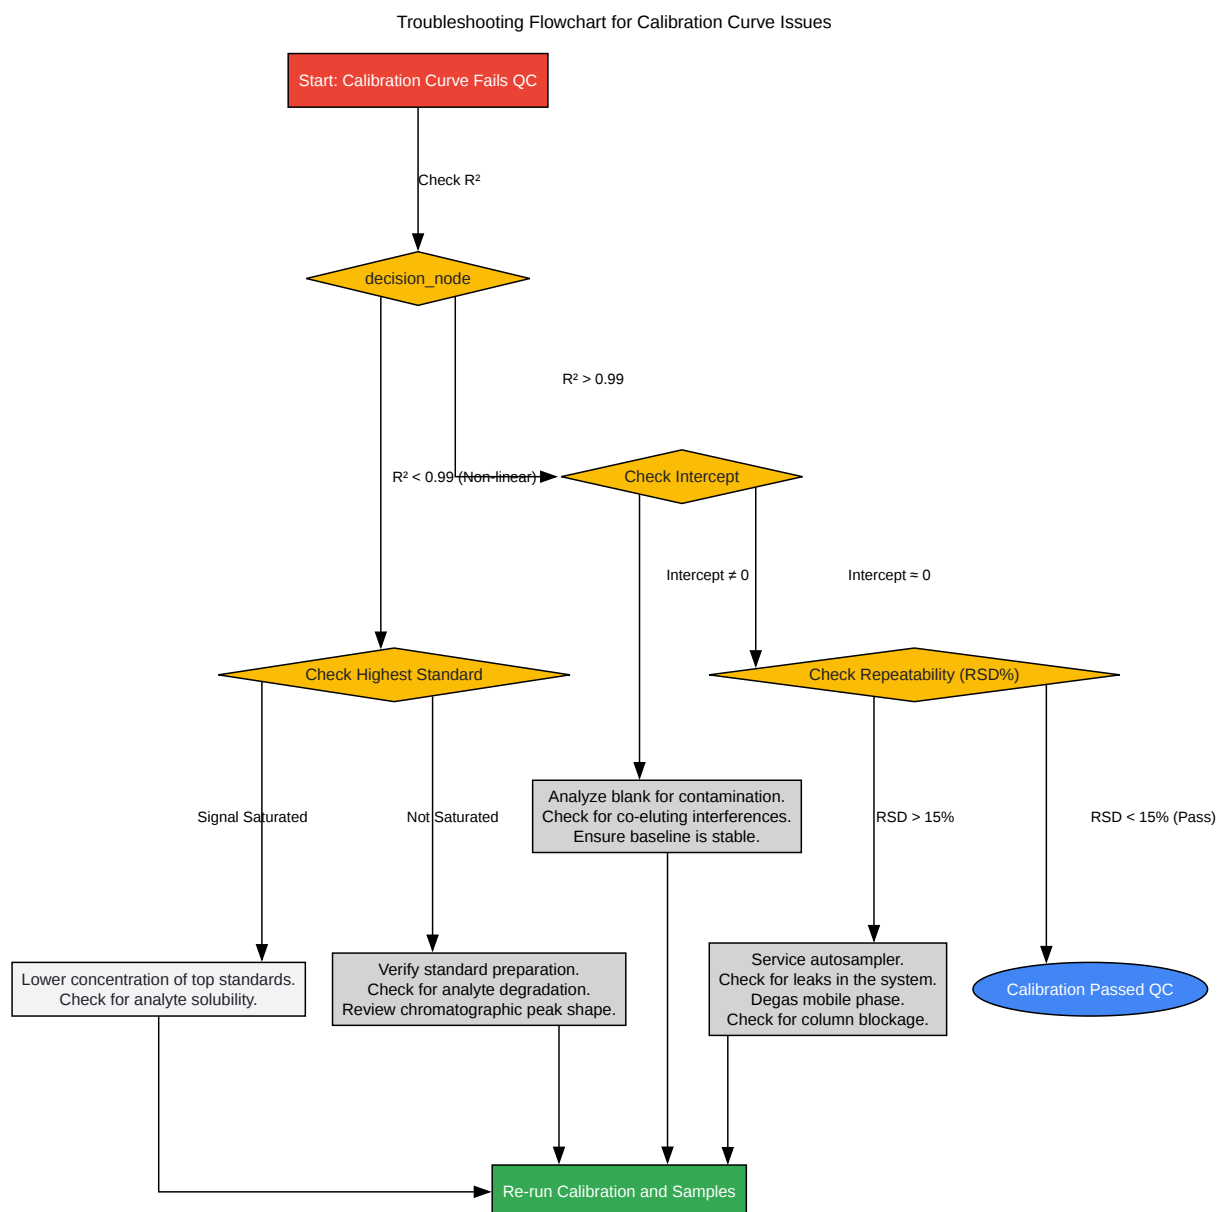 Troubleshooting Flowchart for Calibration Curve Issues
Start: Calibration Curve Fails QC
Check R²
decision_node
R² > 0.99
R² < 0.99 (Non-linear)
Check Intercept
Intercept ≠ 0
Intercept ≈ 0
Check Highest Standard
Check Repeatability (RSD%)
Signal Saturated
Not Saturated
Analyze blank for contamination.
Check for co-eluting interferences.
Ensure baseline is stable.
RSD > 15%
RSD < 15% (Pass)
Lower concentration of top standards.
Check for analyte solubility.
Verify standard preparation.
Check for analyte degradation.
Review chromatographic peak shape.
Service autosampler.
Check for leaks in the system.
Degas mobile phase.
Check for column blockage.
Calibration Passed QC
Re-run Calibration and Samples